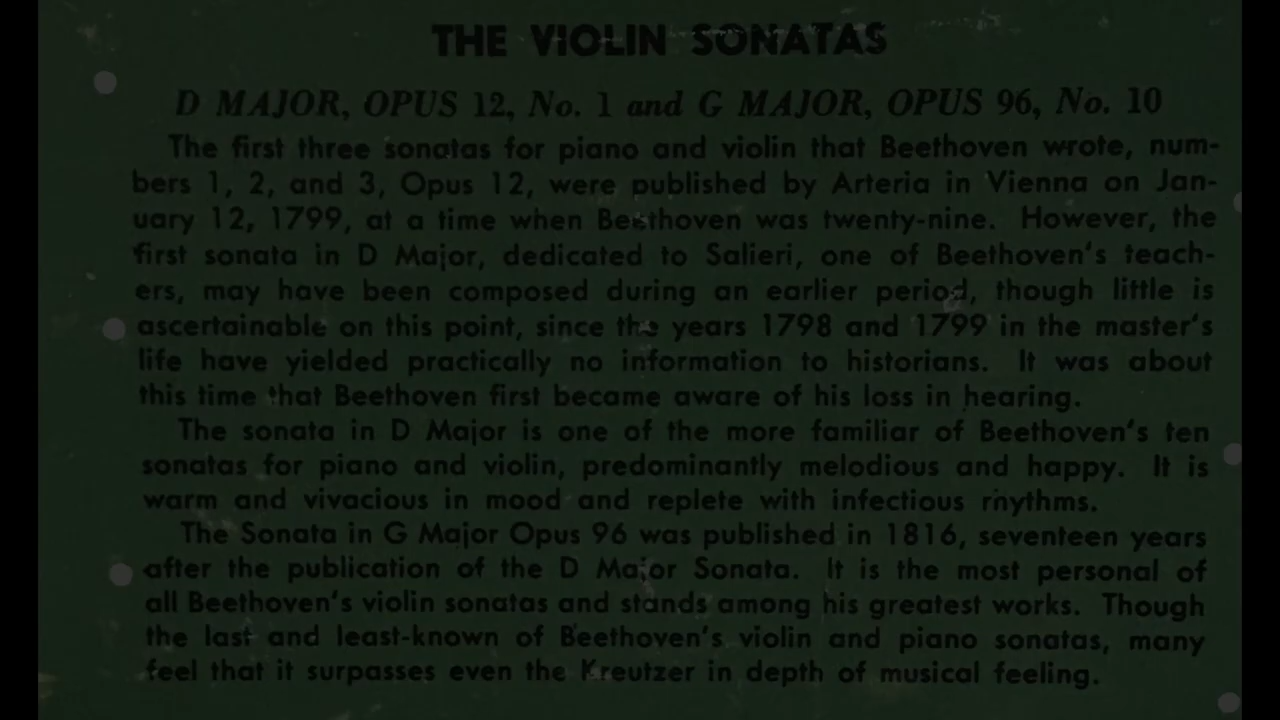 THE VIOLIN SONATAS
D MAJOR, OPUS 12, No. 1 and G MAJOR, OPUS 96, No. 10
The first three sonatas for piano and violin that Beethoven wrote, num-
bers 1, 2, and 3, Opus 12, were published by Arteria in Vienna on Jan-
uary 12, 1799, at a time when Beethoven was twenty-nine. However, the
first sonata in D Major, dedicated to Salieri, one of Beethoven's teach-
ers, may have been composed during an earlier period, though little is
ascertainable on this point, since the years 1798 and 1799 in the master's
life have yielded practically no information to historians. It was about
this time that Beethoven first became aware of his loss in hearing.
The sonata in D Major is one of the more familiar of Beethoven's ten
sonatas for piano and violin, predominantly melodious and happy. It is
warm and vivacious in mood and replete with infectious rhythms.
The Sonata in G Major Opus 96 was published in 1816, seventeen years
after the publication of the D Major Sonata. It is the most personal of
all Beethoven's violin sonatas and stands among his greatest works. Though
the last and least-known of Beethoven's violin and piano sonatas, many
feel that it surpasses even the Kreutzer in depth of musical feeling.